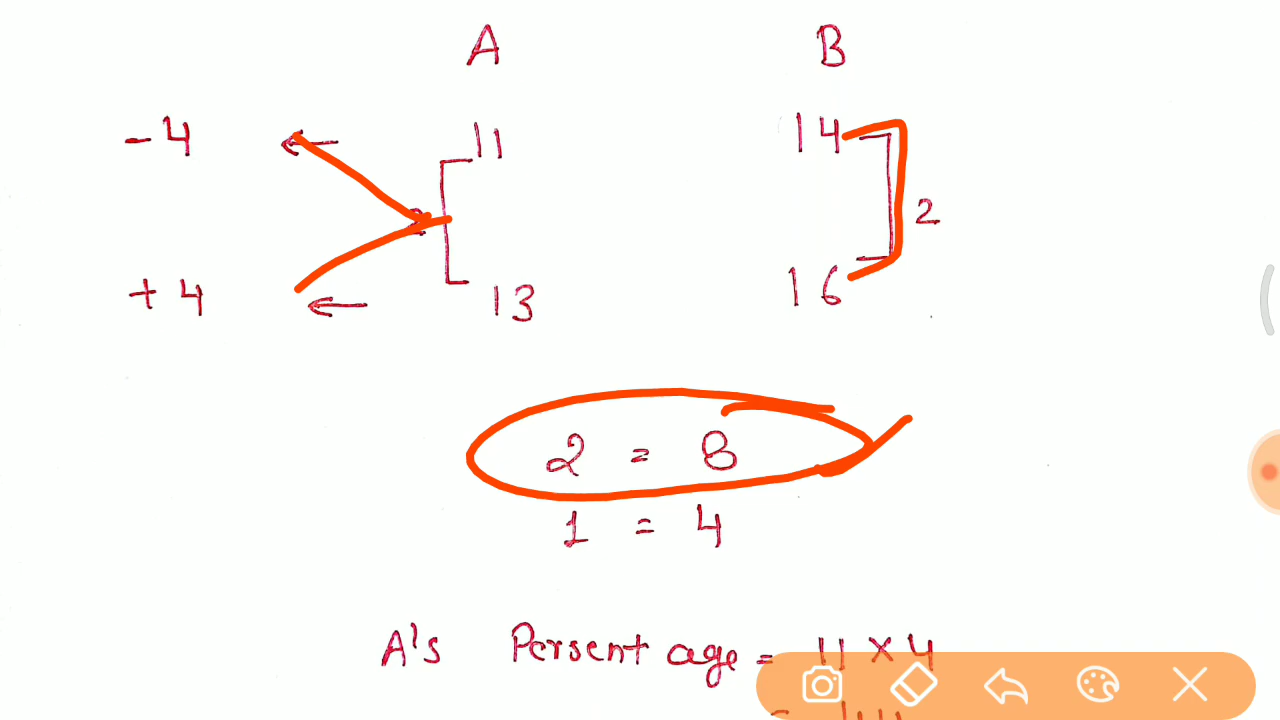 A B
- 4 ← 11 14
2
+ 4 ← 13 16
2 = 8
1 = 4
A's Persent age = 11 × 4
=